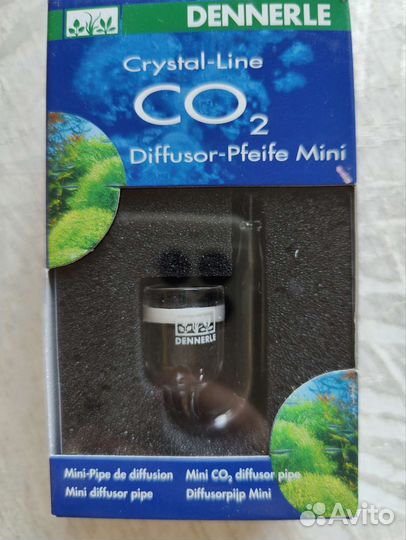 DENNERLE
Crystal-Line
CO2
Diffusor-Pfeife Mini
DENNERLE
Mini-Pipe de diffusion
Mini CO2 diffusor pipe
Mini diffusor pipe
Diffusorpijp Mini
Avito